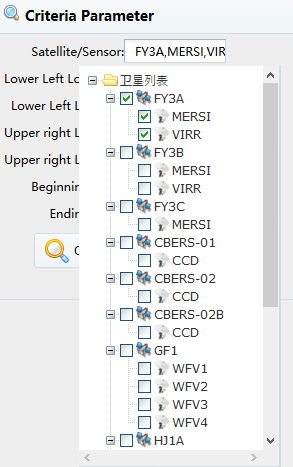 Criteria Parameter
Satellite/Sensor: FY3A,MERSI,VIR
Lower Left Lo
Lower Left L
Upper right L
Upper right L
Beginnin
Endin
卫星列表
FY3A
MERSI
VIRR
FY3B
MERSI
VIRR
FY3C
MERSI
CBERS-01
CCD
CBERS-02
CCD
CBERS-02B
CCD
GF1
WFV1
WFV2
WFV3
WFV4
HJ1A